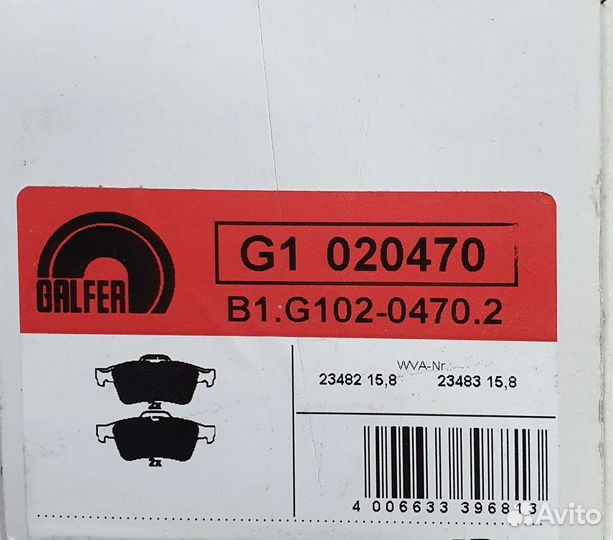 G1 020470
GALFER
B1.G102-0470.2
WVA-Nr.
23482 15,8 23483 15,8
2x
2x
4 006633 396813
Avito